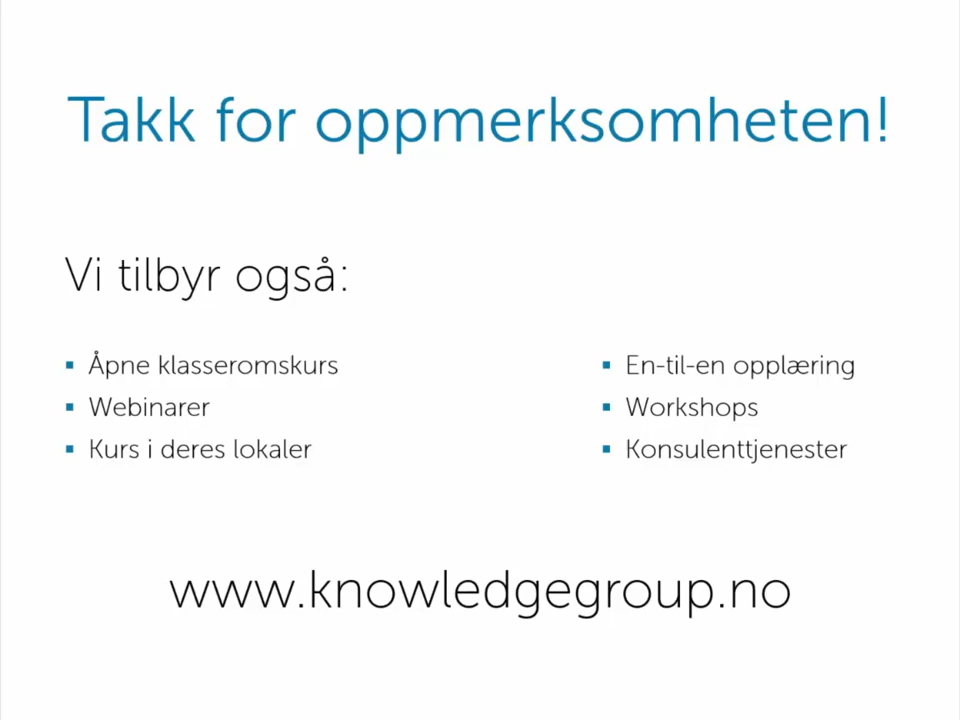 Takk for oppmerksomheten!
Vi tilbyr også:
▪ Åpne klasseromskurs
▪ Webinarer
▪ Kurs i deres lokaler
▪ En-til-en opplæring
▪ Workshops
▪ Konsulenttjenester
www.knowledgegroup.no